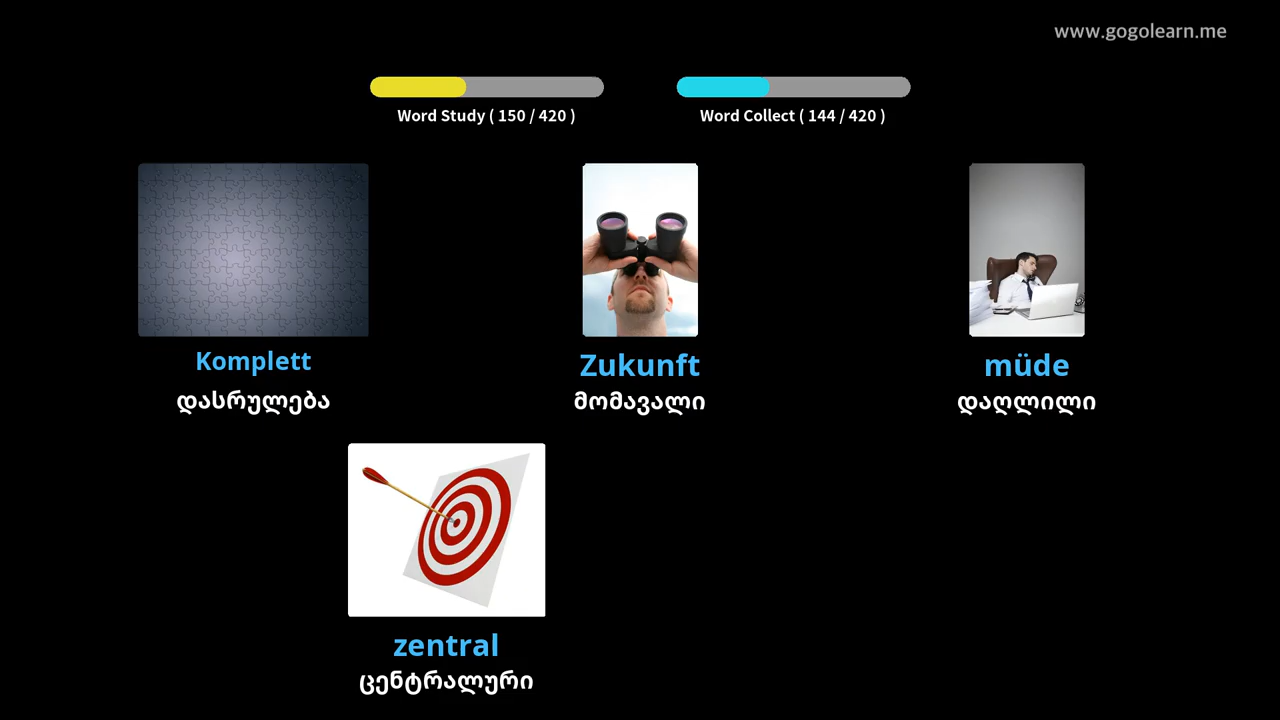 www.gogolearn.me
Word Study ( 150 / 420 )
Word Collect ( 144 / 420 )
Komplett
დასრულება
Zukunft
მომავალი
müde
დაღლილი
zentral
ცენტრალური